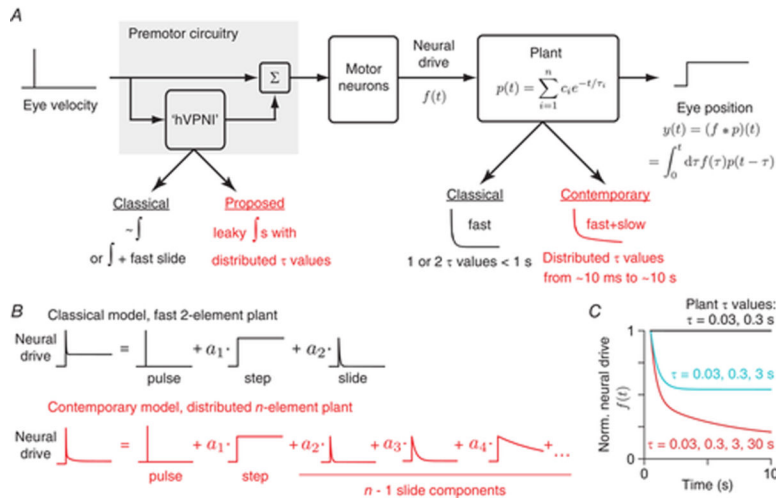 A
Premotor circuitry
Eye velocity
'hVPNI'
Σ
Motor
neurons
Neural
drive
f(t)
Plant
p(t) = ∑ⁿᵢ₌₁ cᵢe^(−t/τᵢ)
Eye position
y(t) = (f * p)(t)
= ∫₀ᵗ dτ f(τ)p(t − τ)
Classical
~∫
or ∫ + fast slide
Proposed
leaky ∫s with
distributed τ values
Classical
fast
1 or 2 τ values < 1 s
Contemporary
fast+slow
Distributed τ values
from ~10 ms to ~10 s
B
Classical model, fast 2-element plant
Neural
drive
= + a₁· + a₂·
pulse step slide
Contemporary model, distributed n-element plant
Neural
drive
= + a₁· + a₂· + a₃· + a₄· + ...
pulse step
n - 1 slide components
C
Plant τ values:
τ = 0.03, 0.3 s
τ = 0.03, 0.3, 3 s
τ = 0.03, 0.3, 3, 30 s
Norm. neural drive
f(t)
1
0
0 10
Time (s)